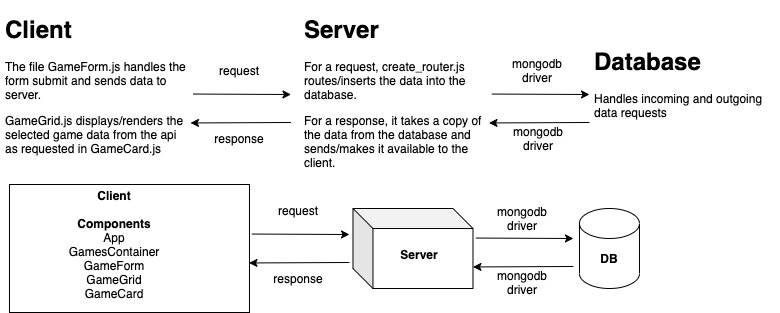 Client
The file GameForm.js handles the
form submit and sends data to
server.
GameGrid.js displays/renders the
selected game data from the api
as requested in GameCard.js
request
response
Server
For a request, create_router.js
routes/inserts the data into the
database.
For a response, it takes a copy of
the data from the database and
sends/makes it available to the
client.
mongodb
driver
mongodb
driver
Database
Handles incoming and outgoing
data requests
Client
Components
App
GamesContainer
GameForm
GameGrid
GameCard
request
response
Server
mongodb
driver
mongodb
driver
DB